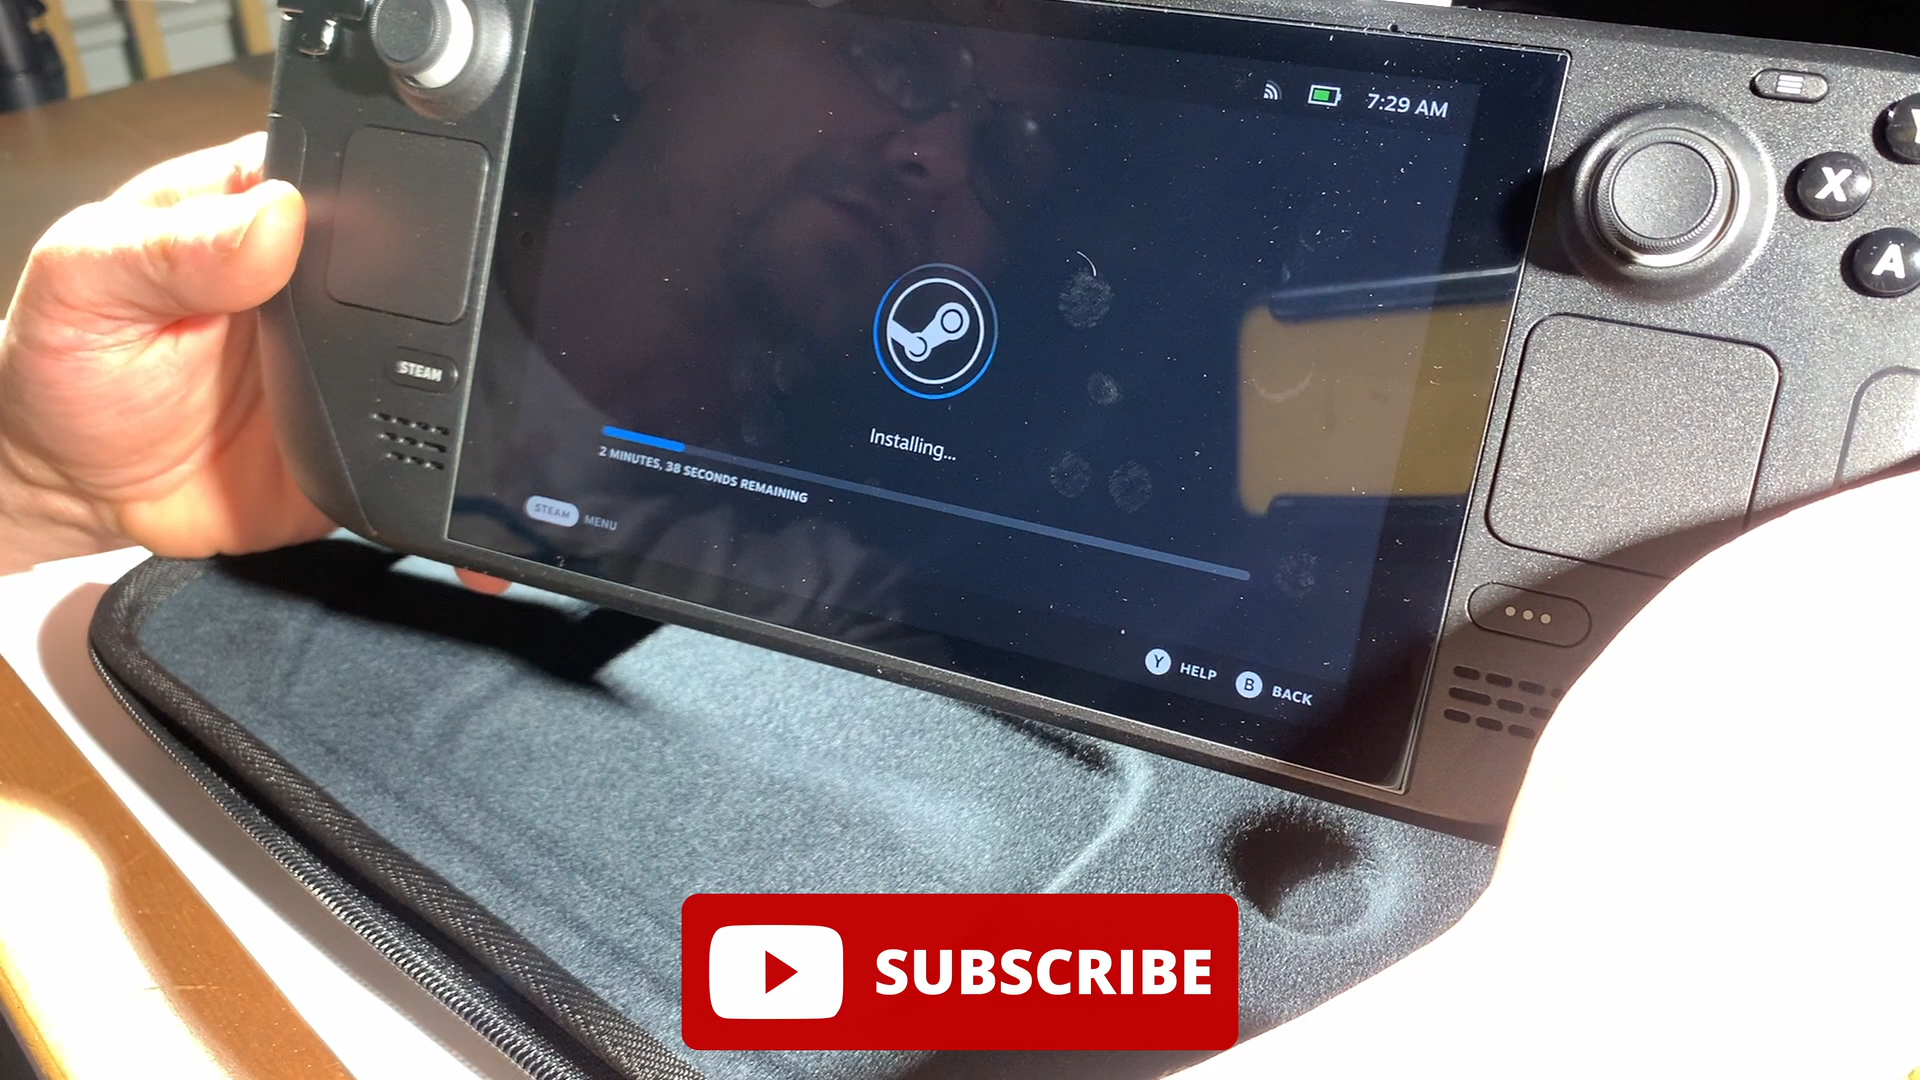 7:29 AM
X
A
STEAM
Installing...
2 MINUTES, 38 SECONDS REMAINING
STEAM MENU
Y HELP B BACK
SUBSCRIBE